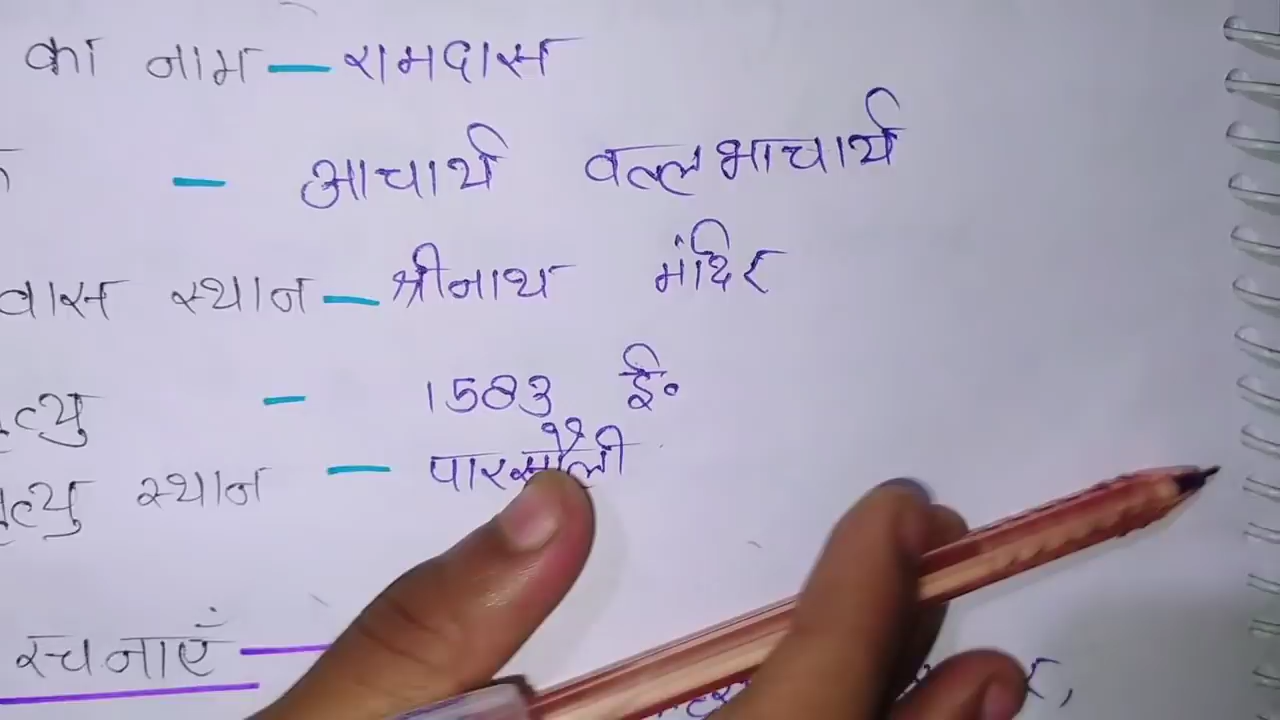 का नाम — रामदास
— आचार्य वल्लभाचार्य
वास स्थान — श्रीनाथ मंदिर
- 1583 ई०
स्थान — पारसौली
रचनाएँ —